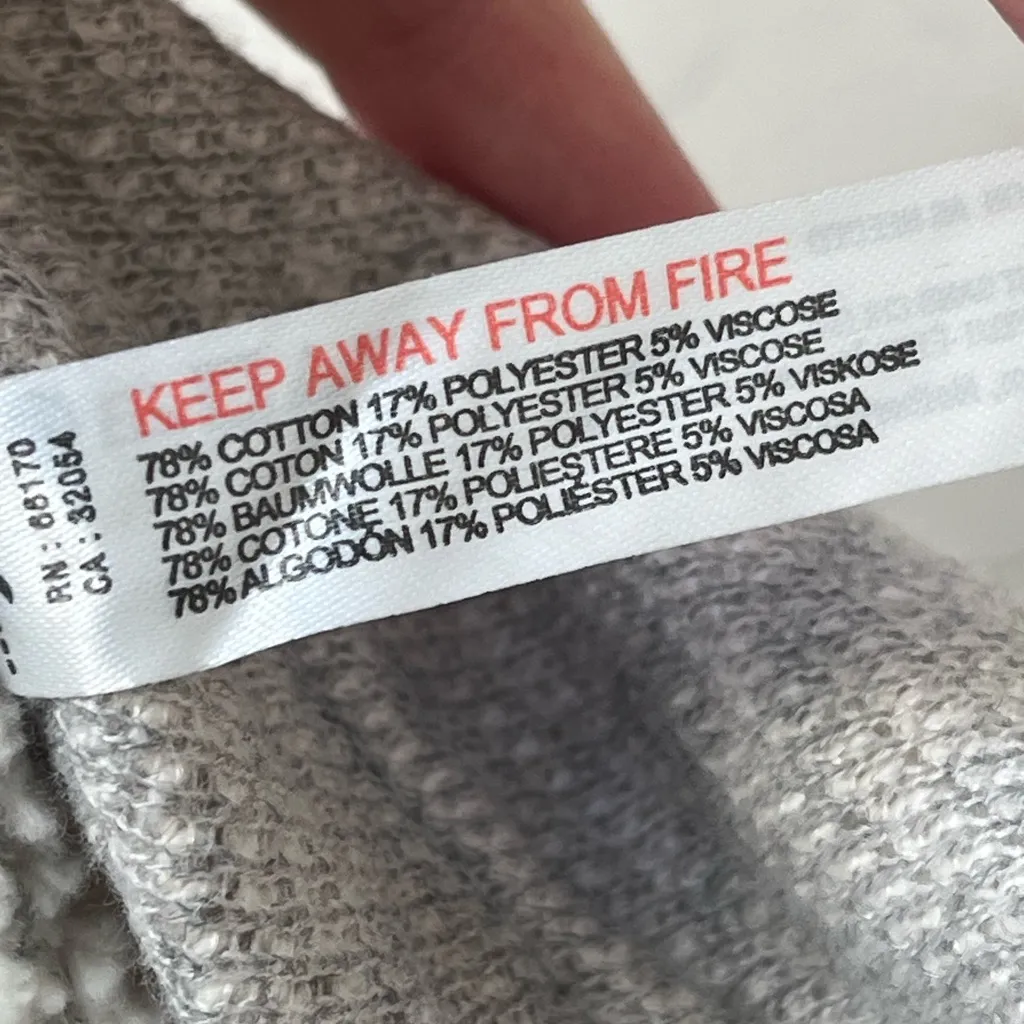 KEEP AWAY FROM FIRE
78% COTTON 17% POLYESTER 5% VISCOSE
78% COTON 17% POLYESTER 5% VISCOSE
78% BAUMWOLLE 17% POLYESTER 5% VISKOSE
78% COTONE 17% POLIESTERE 5% VISCOSA
78% ALGODÓN 17% POLIÉSTER 5% VISCOSA
RN : 66170
CA : 32054